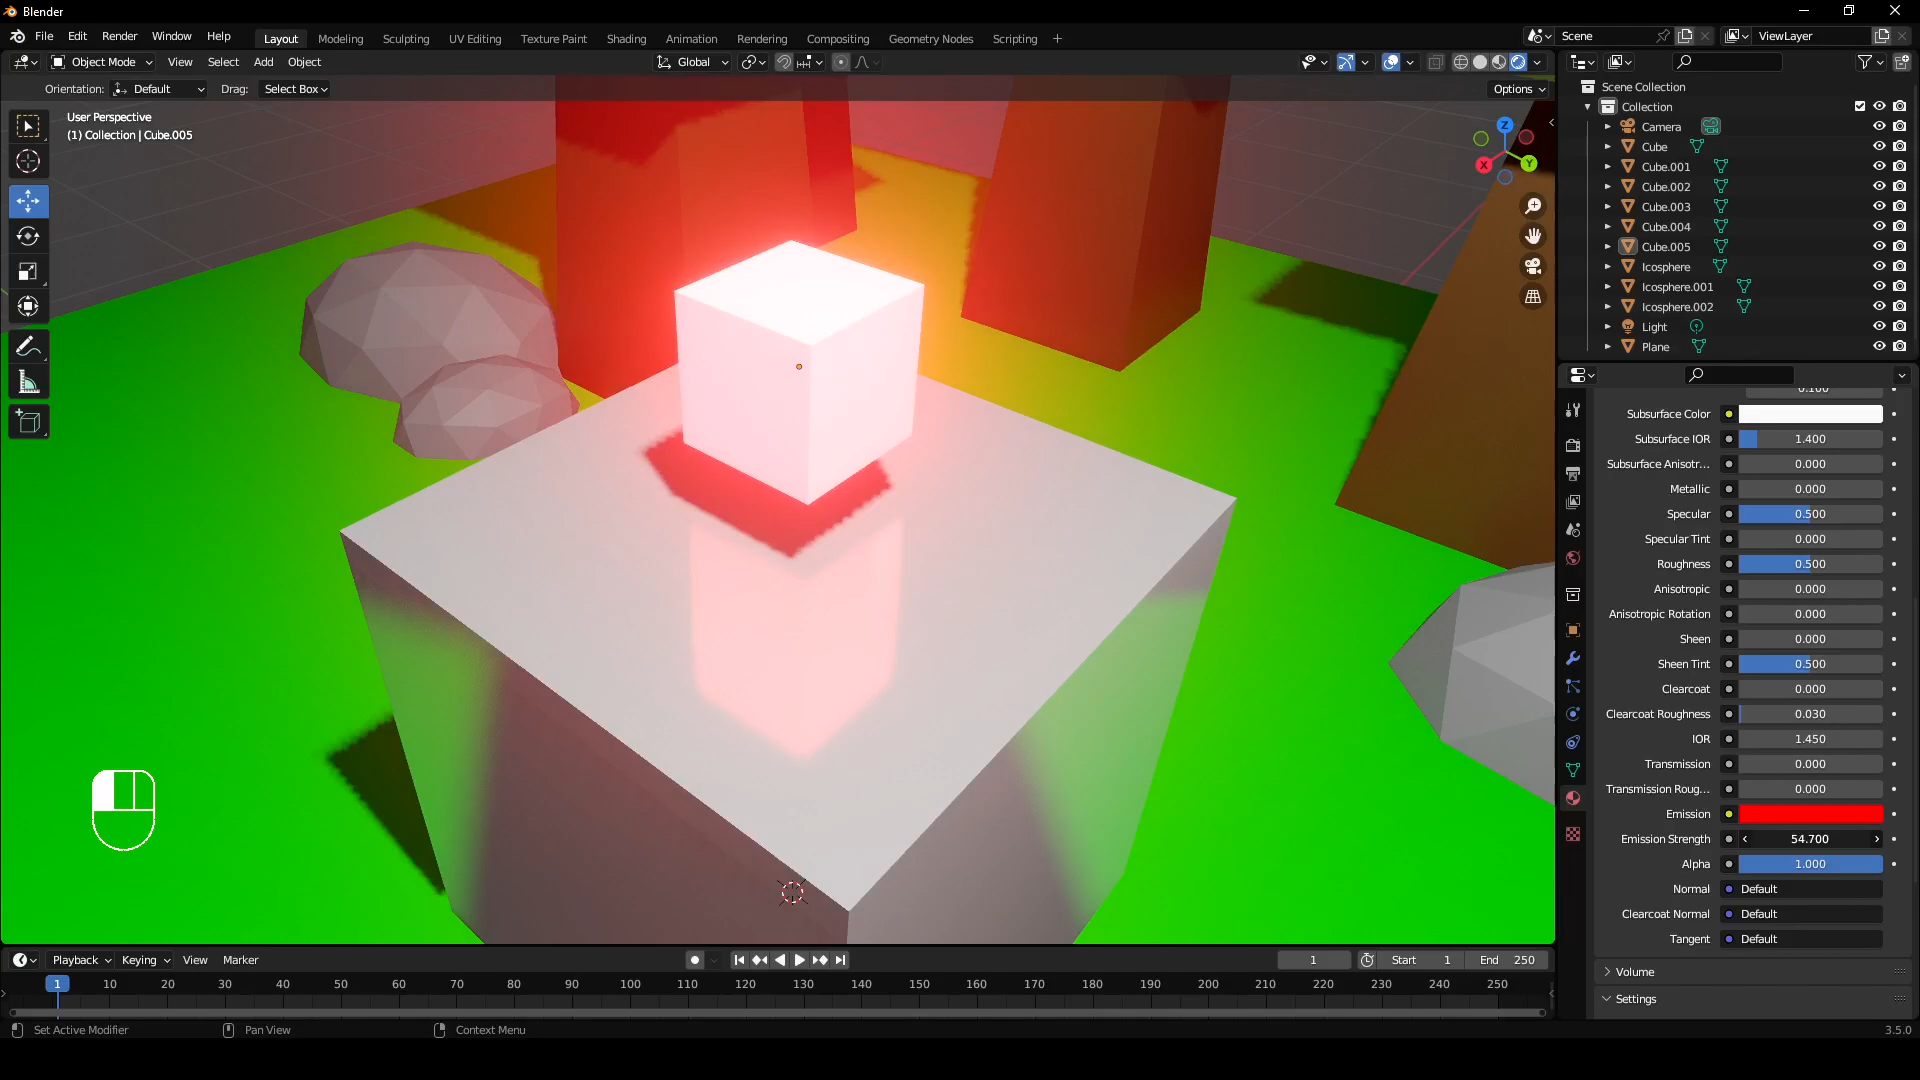 Blender
File Edit Render Window Help
Layout Modeling Sculpting UV Editing Texture Paint Shading Animation Rendering Compositing Geometry Nodes Scripting +
Scene
ViewLayer
Object Mode View Select Add Object
Global
Orientation: Default Drag: Select Box
Options
User Perspective
(1) Collection | Cube.005
Z
X
Y
Scene Collection
Collection
Camera
Cube
Cube.001
Cube.002
Cube.003
Cube.004
Cube.005
Icosphere
Icosphere.001
Icosphere.002
Light
Plane
0.100
Subsurface Color
Subsurface IOR 1.400
Subsurface Anisotr... 0.000
Metallic 0.000
Specular 0.500
Specular Tint 0.000
Roughness 0.500
Anisotropic 0.000
Anisotropic Rotation 0.000
Sheen 0.000
Sheen Tint 0.500
Clearcoat 0.000
Clearcoat Roughness 0.030
IOR 1.450
Transmission 0.000
Transmission Roug... 0.000
Emission
Emission Strength 54.700
Alpha 1.000
Normal Default
Clearcoat Normal Default
Tangent Default
Volume
Settings
Playback Keying View Marker
1 Start 1 End 250
1 10 20 30 40 50 60 70 80 90 100 110 120 130 140 150 160 170 180 190 200 210 220 230 240 250
Set Active Modifier Pan View Context Menu
3.5.0